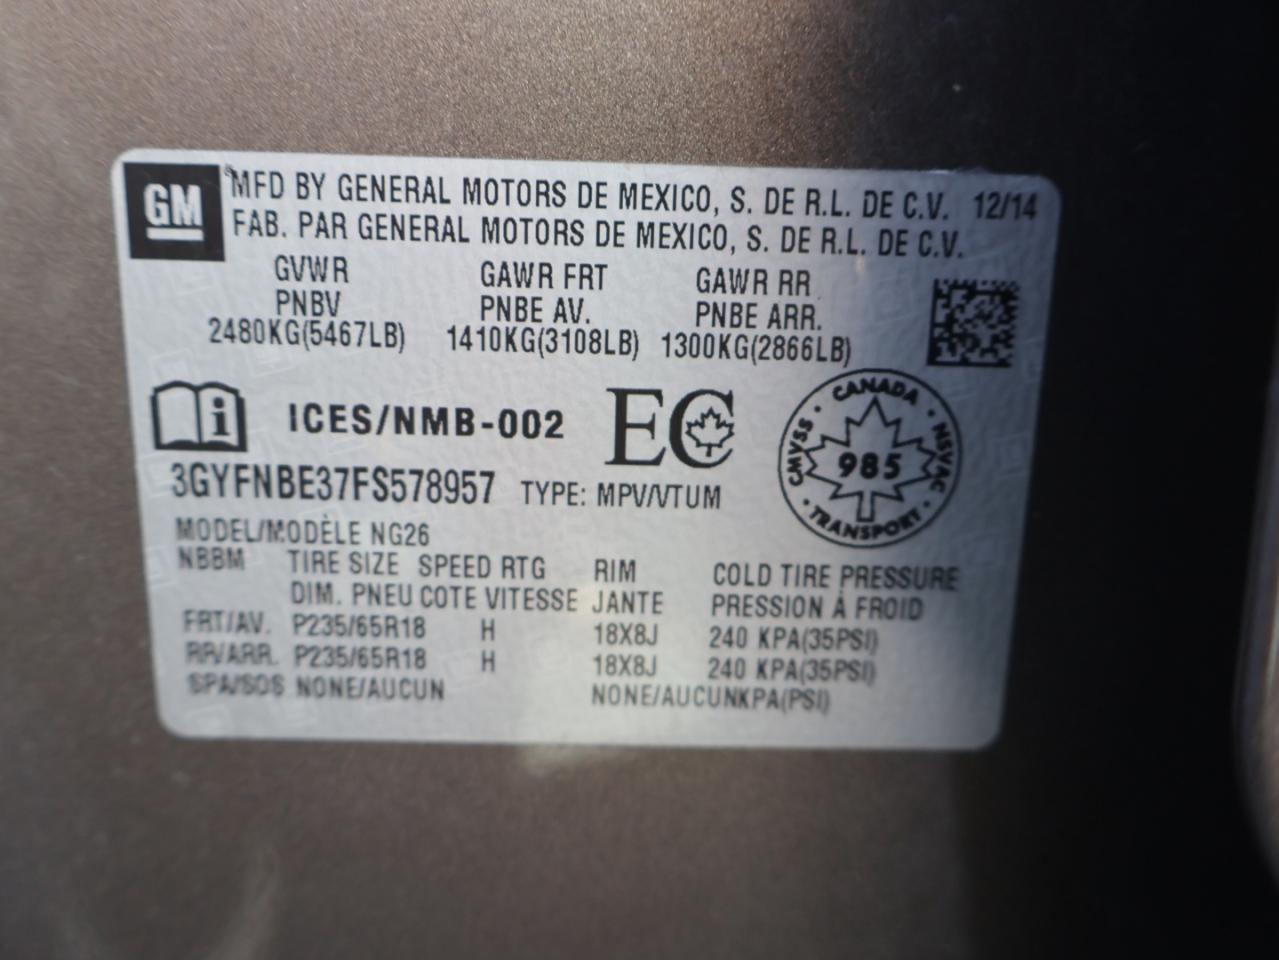 GM
MFD BY GENERAL MOTORS DE MEXICO, S. DE R.L. DE C.V. 12/14
FAB. PAR GENERAL MOTORS DE MEXICO, S. DE R.L. DE C.V.
GVWR GAWR FRT GAWR RR
PNBV PNBE AV. PNBE ARR.
2480KG(5467LB) 1410KG(3108LB) 1300KG(2866LB)
i ICES/NMB-002 EC
CANADA
CMVSS 985 NSVAC
TRANSPORT
3GYFNBE37FS578957 TYPE: MPV/VTUM
MODEL/MODÈLE NG26
NBBM TIRE SIZE SPEED RTG RIM COLD TIRE PRESSURE
DIM. PNEU COTE VITESSE JANTE PRESSION À FROID
FRT/AV. P235/65R18 H 18X8J 240 KPA(35PSI)
RR/ARR. P235/65R18 H 18X8J 240 KPA(35PSI)
SPA/SOS NONE/AUCUN NONE/AUCUNKPA(PSI)